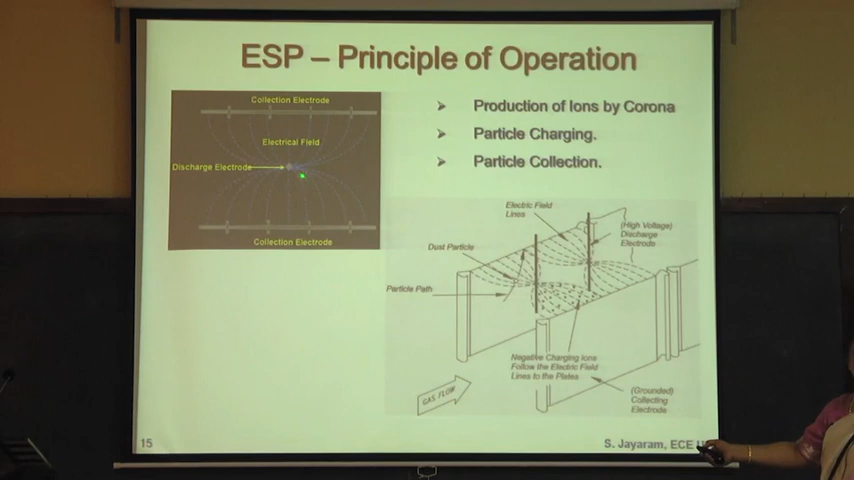 ESP – Principle of Operation
Collection Electrode
Electrical Field
Discharge Electrode
Collection Electrode
➤ Production of Ions by Corona
➤ Particle Charging.
➤ Particle Collection.
Electric Field
Lines
(High Voltage)
Discharge
Electrode
Dust Particle
Particle Path
Negative Charging Ions
Follow the Electric Field
Lines to the Plates
GAS FLOW
(Grounded)
Collecting
Electrode
15
S. Jayaram, ECE